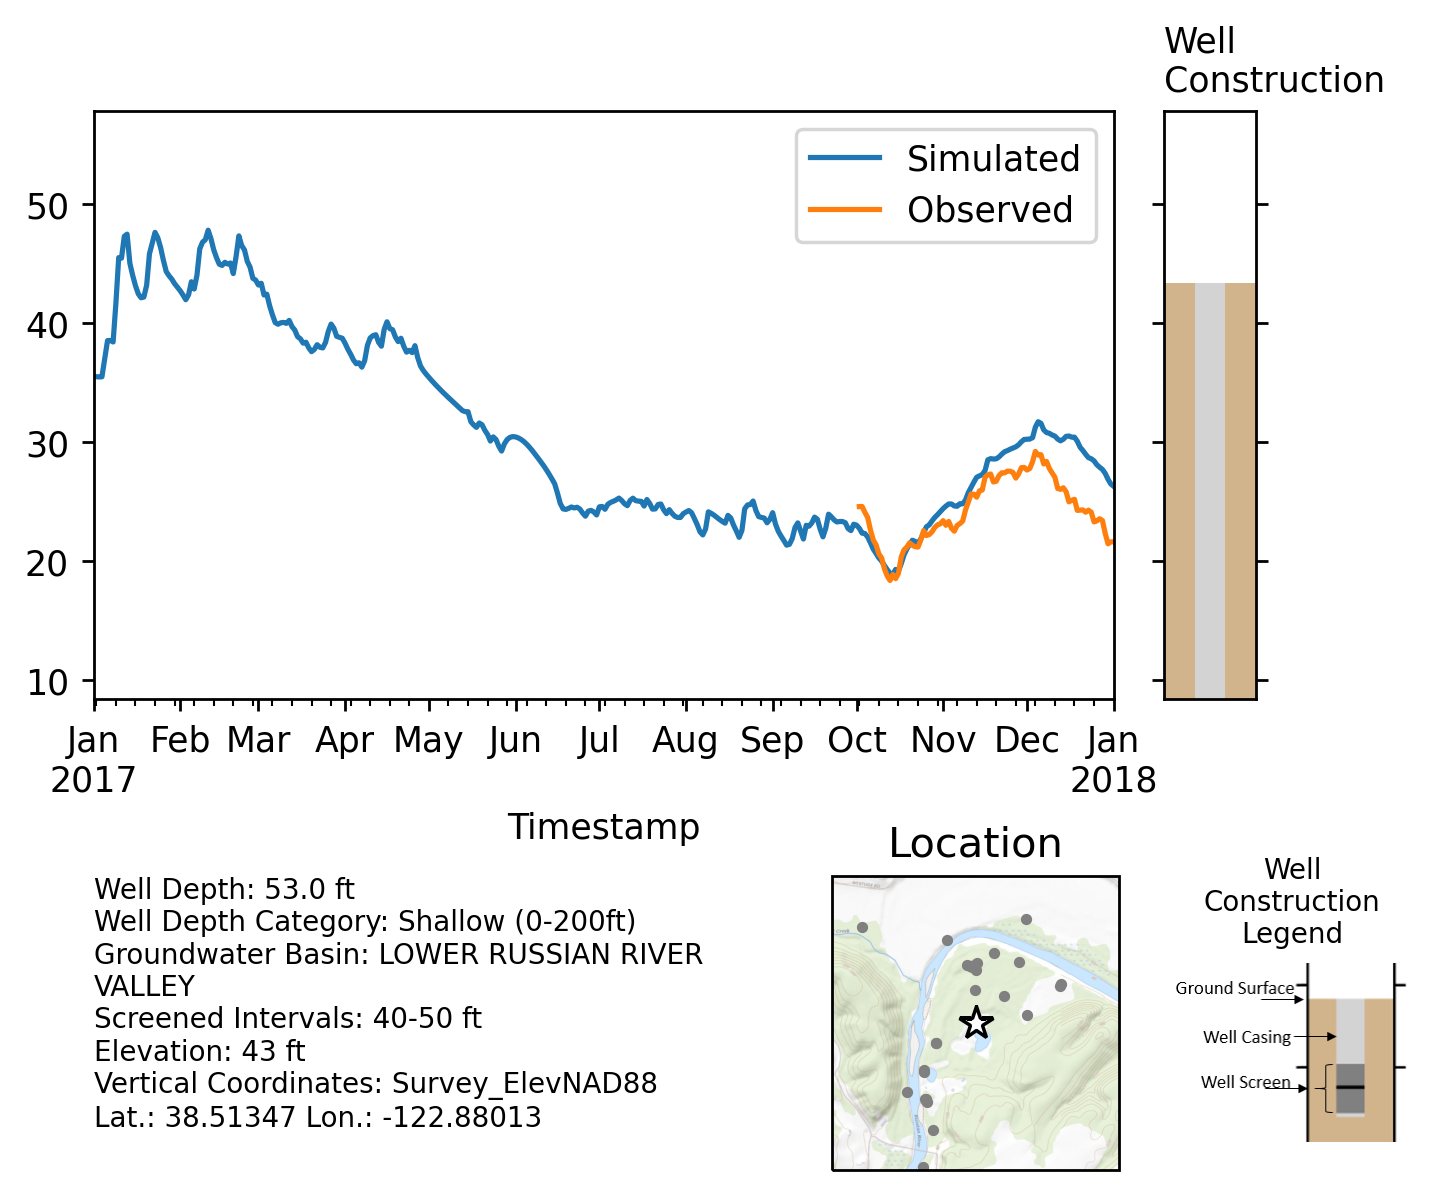 Well
Construction
Simulated
Observed
50
40
30
20
10
Jan Feb Mar Apr May Jun Jul Aug Sep Oct Nov Dec Jan
2017 2018
Timestamp
Well Depth: 53.0 ft
Well Depth Category: Shallow (0-200ft)
Groundwater Basin: LOWER RUSSIAN RIVER
VALLEY
Screened Intervals: 40-50 ft
Elevation: 43 ft
Vertical Coordinates: Survey_ElevNAD88
Lat.: 38.51347 Lon.: -122.88013
Location
Well
Construction
Legend
Ground Surface
Well Casing
Well Screen